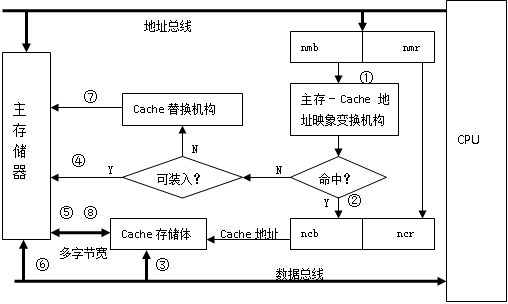 地址总线
nmb nmr
①
主存－Cache 地
址映象变换机构
CPU
主存储器
⑦
Cache 替换机构
N
④
Y
可装入？
N
命中？
②
Y
⑤ ⑧
多字节宽
Cache 存储体
Cache 地址
ncb ncr
⑥
③
数据总线